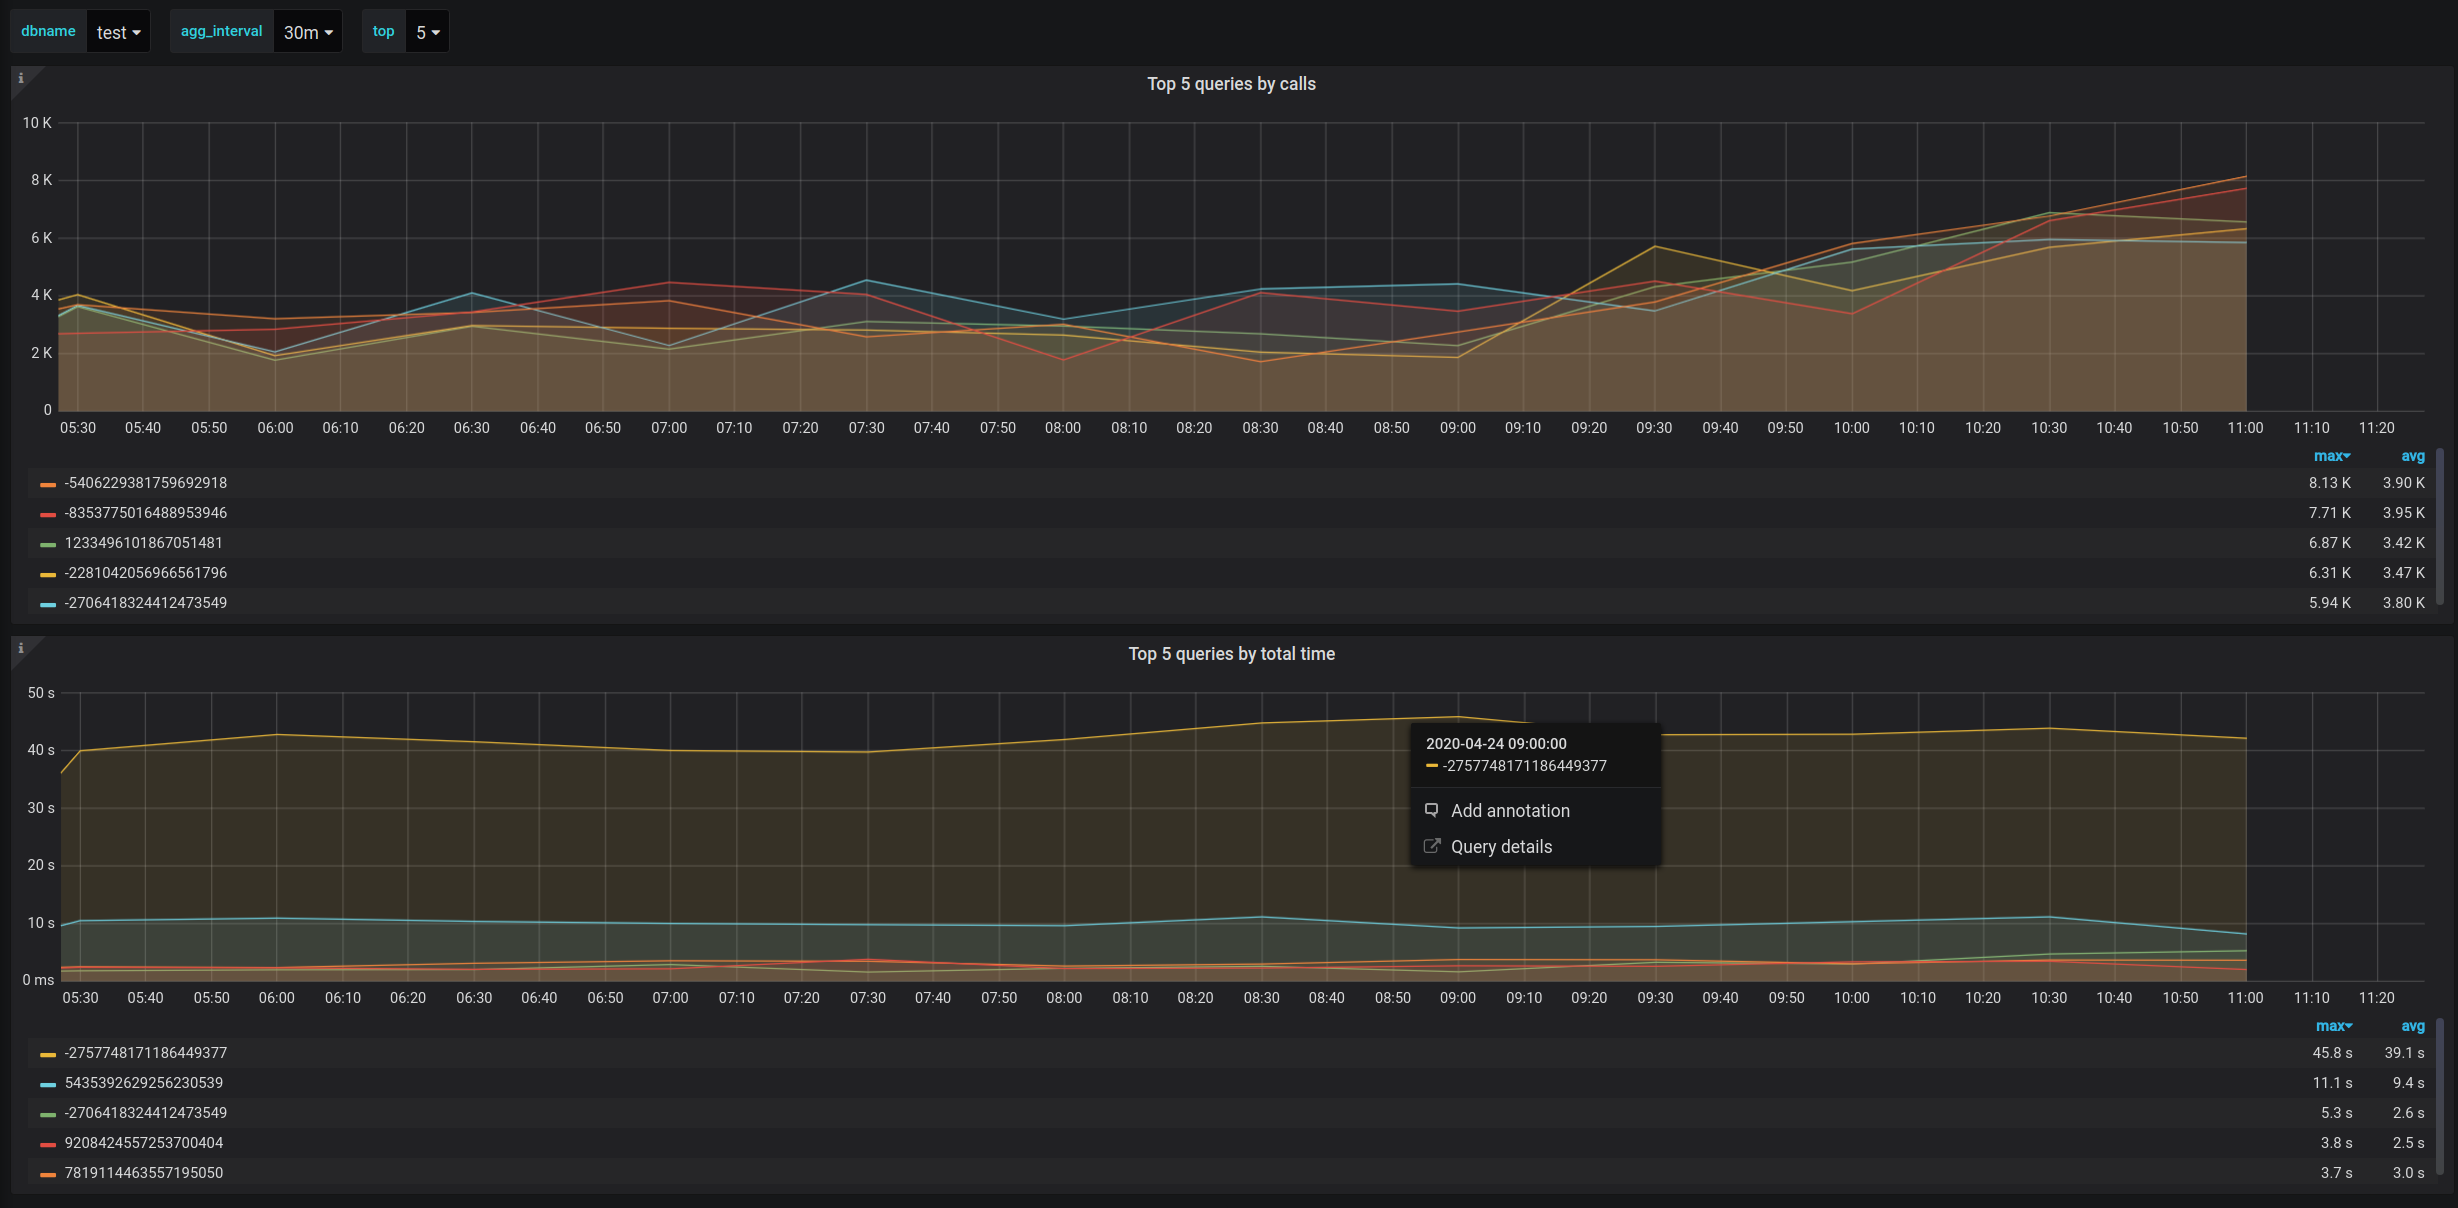 dbname test agg_interval 30m top 5
Top 5 queries by calls
10 K
8 K
6 K
4 K
2 K
0
05:30 05:40 05:50 06:00 06:10 06:20 06:30 06:40 06:50 07:00 07:10 07:20 07:30 07:40 07:50 08:00 08:10 08:20 08:30 08:40 08:50 09:00 09:10 09:20 09:30 09:40 09:50 10:00 10:10 10:20 10:30 10:40 10:50 11:00 11:10 11:20
max avg
-5406229381759692918 8.13 K 3.90 K
-8353775016488953946 7.71 K 3.95 K
1233496101867051481 6.87 K 3.42 K
-2281042056966561796 6.31 K 3.47 K
-2706418324412473549 5.94 K 3.80 K
Top 5 queries by total time
50 s
40 s
30 s
20 s
10 s
0 ms
2020-04-24 09:00:00
-2757748171186449377
Add annotation
Query details
05:30 05:40 05:50 06:00 06:10 06:20 06:30 06:40 06:50 07:00 07:10 07:20 07:30 07:40 07:50 08:00 08:10 08:20 08:30 08:40 08:50 09:00 09:10 09:20 09:30 09:40 09:50 10:00 10:10 10:20 10:30 10:40 10:50 11:00 11:10 11:20
max avg
-2757748171186449377 45.8 s 39.1 s
5435392629256230539 11.1 s 9.4 s
-2706418324412473549 5.3 s 2.6 s
9208424557253700404 3.8 s 2.5 s
7819114463557195050 3.7 s 3.0 s